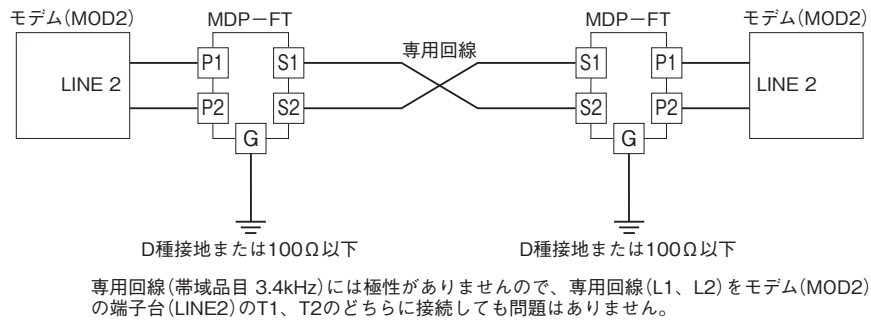 モデム(MOD2)
MDP−FT
専用回線
MDP−FT
モデム(MOD2)
LINE 2
P1
S1
S1
P1
LINE 2
P2
S2
S2
P2
G
G
D種接地または100Ω以下
D種接地または100Ω以下
専用回線(帯域品目 3.4kHz)には極性がありませんので、専用回線(L1、L2)をモデム(MOD2)
の端子台(LINE2)のT1、T2のどちらに接続しても問題はありません。